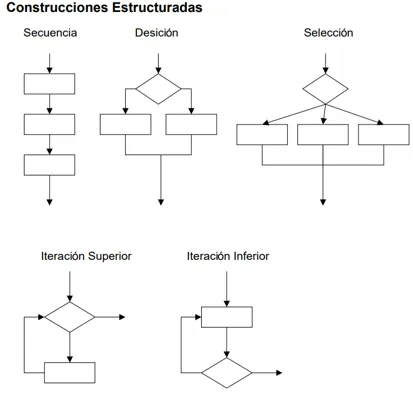 Construcciones Estructuradas
Secuencia
Desición
Selección
Iteración Superior
Iteración Inferior